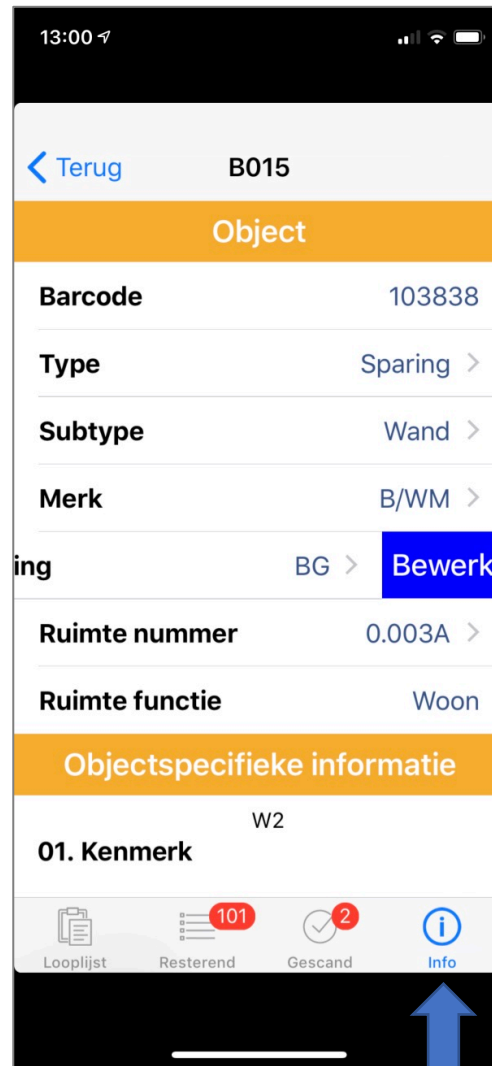 13:00
Terug B015
Object
Barcode 103838
Type Sparing
Subtype Wand
Merk B/WM
ing BG Bewerk
Ruimte nummer 0.003A
Ruimte functie Woon
Objectspecifieke informatie
W2
01. Kenmerk
101 2
Looplijst Resterend Gescand Info